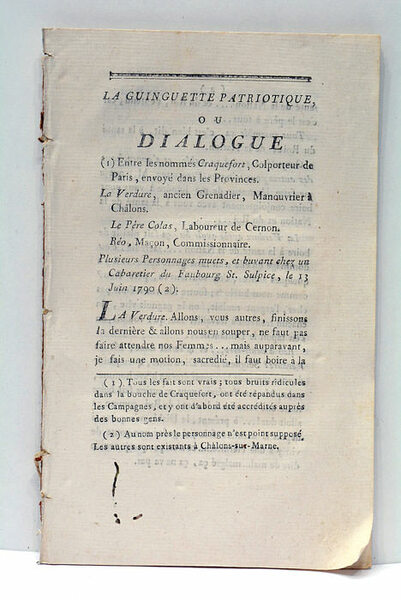 LA GUINGUETTE PATRIOTIQUE,
OU
DIALOGUE
(1) Entre les nommés Craquefort, Colporteur de
Paris, envoyé dans les Provinces.
La Verdure, ancien Grenadier, Manouvrier à
Châlons.
Le Père Colas, Laboureur de Cernon.
Réo, Maçon, Commissionnaire.
Plusieurs Personnages muets, et buvant chez un
Cabaretier du Faubourg St. Sulpice, le 13
Juin 1790 (2).
LA Verdure. Allons, vous autres, finissons
la dernière & allons nous en souper, ne faut pas
faire attendre nos Femmes... mais auparavant,
je fais une motion, sacredié, il faut boire à la
(1) Tous les fait sont vrais; tous bruits ridicules
dans la bouche de Craquefort, ont été répandus dans
les Campagnes, et y ont d'abord été accrédités auprès
des bonnes gens.
(2) Au nom près le personnage n'est point supposé
Les autres sont existants à Châlons-sur-Marne.